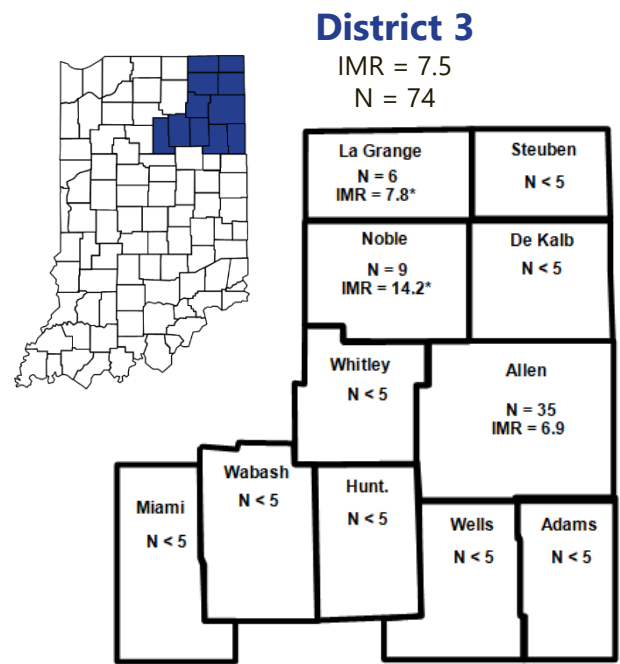 District 3
IMR = 7.5
N = 74
La Grange
N = 6
IMR = 7.8*
Steuben
N < 5
Noble
N = 9
IMR = 14.2*
De Kalb
N < 5
Whitley
N < 5
Allen
N = 35
IMR = 6.9
Miami
N < 5
Wabash
N < 5
Hunt.
N < 5
Wells
N < 5
Adams
N < 5